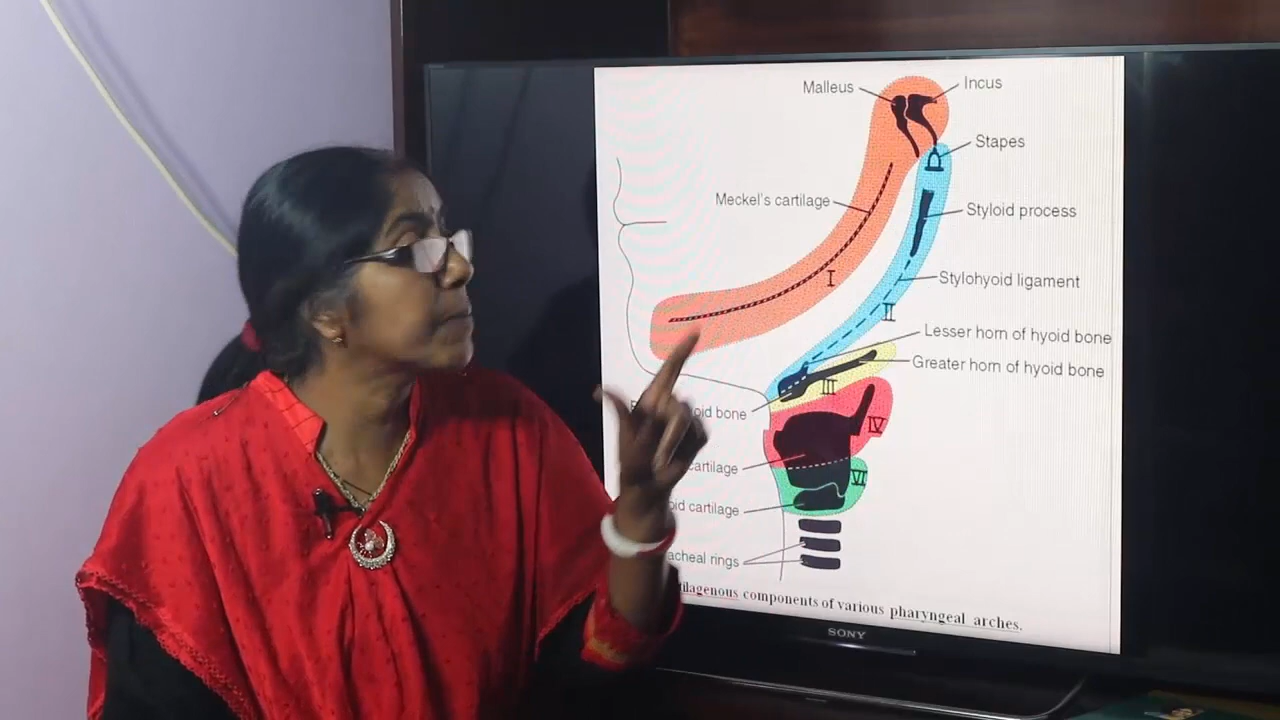 Malleus
Incus
Stapes
Meckel's cartilage
Styloid process
I
Stylohyoid ligament
II
Lesser horn of hyoid bone
Greater horn of hyoid bone
III
bone
IV
cartilage
VI
cartilage
rings
components of various pharyngeal arches.
SONY